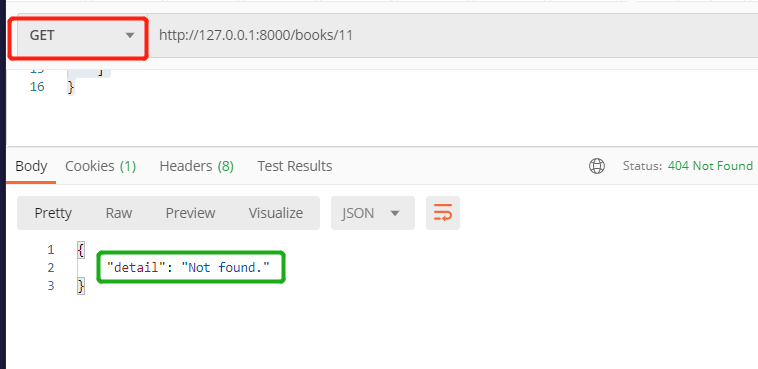 GET http://127.0.0.1:8000/books/11
15 ]
16 }
Body Cookies (1) Headers (8) Test Results Status: 404 Not Found
Pretty Raw Preview Visualize JSON
1 {
2 "detail": "Not found."
3 }